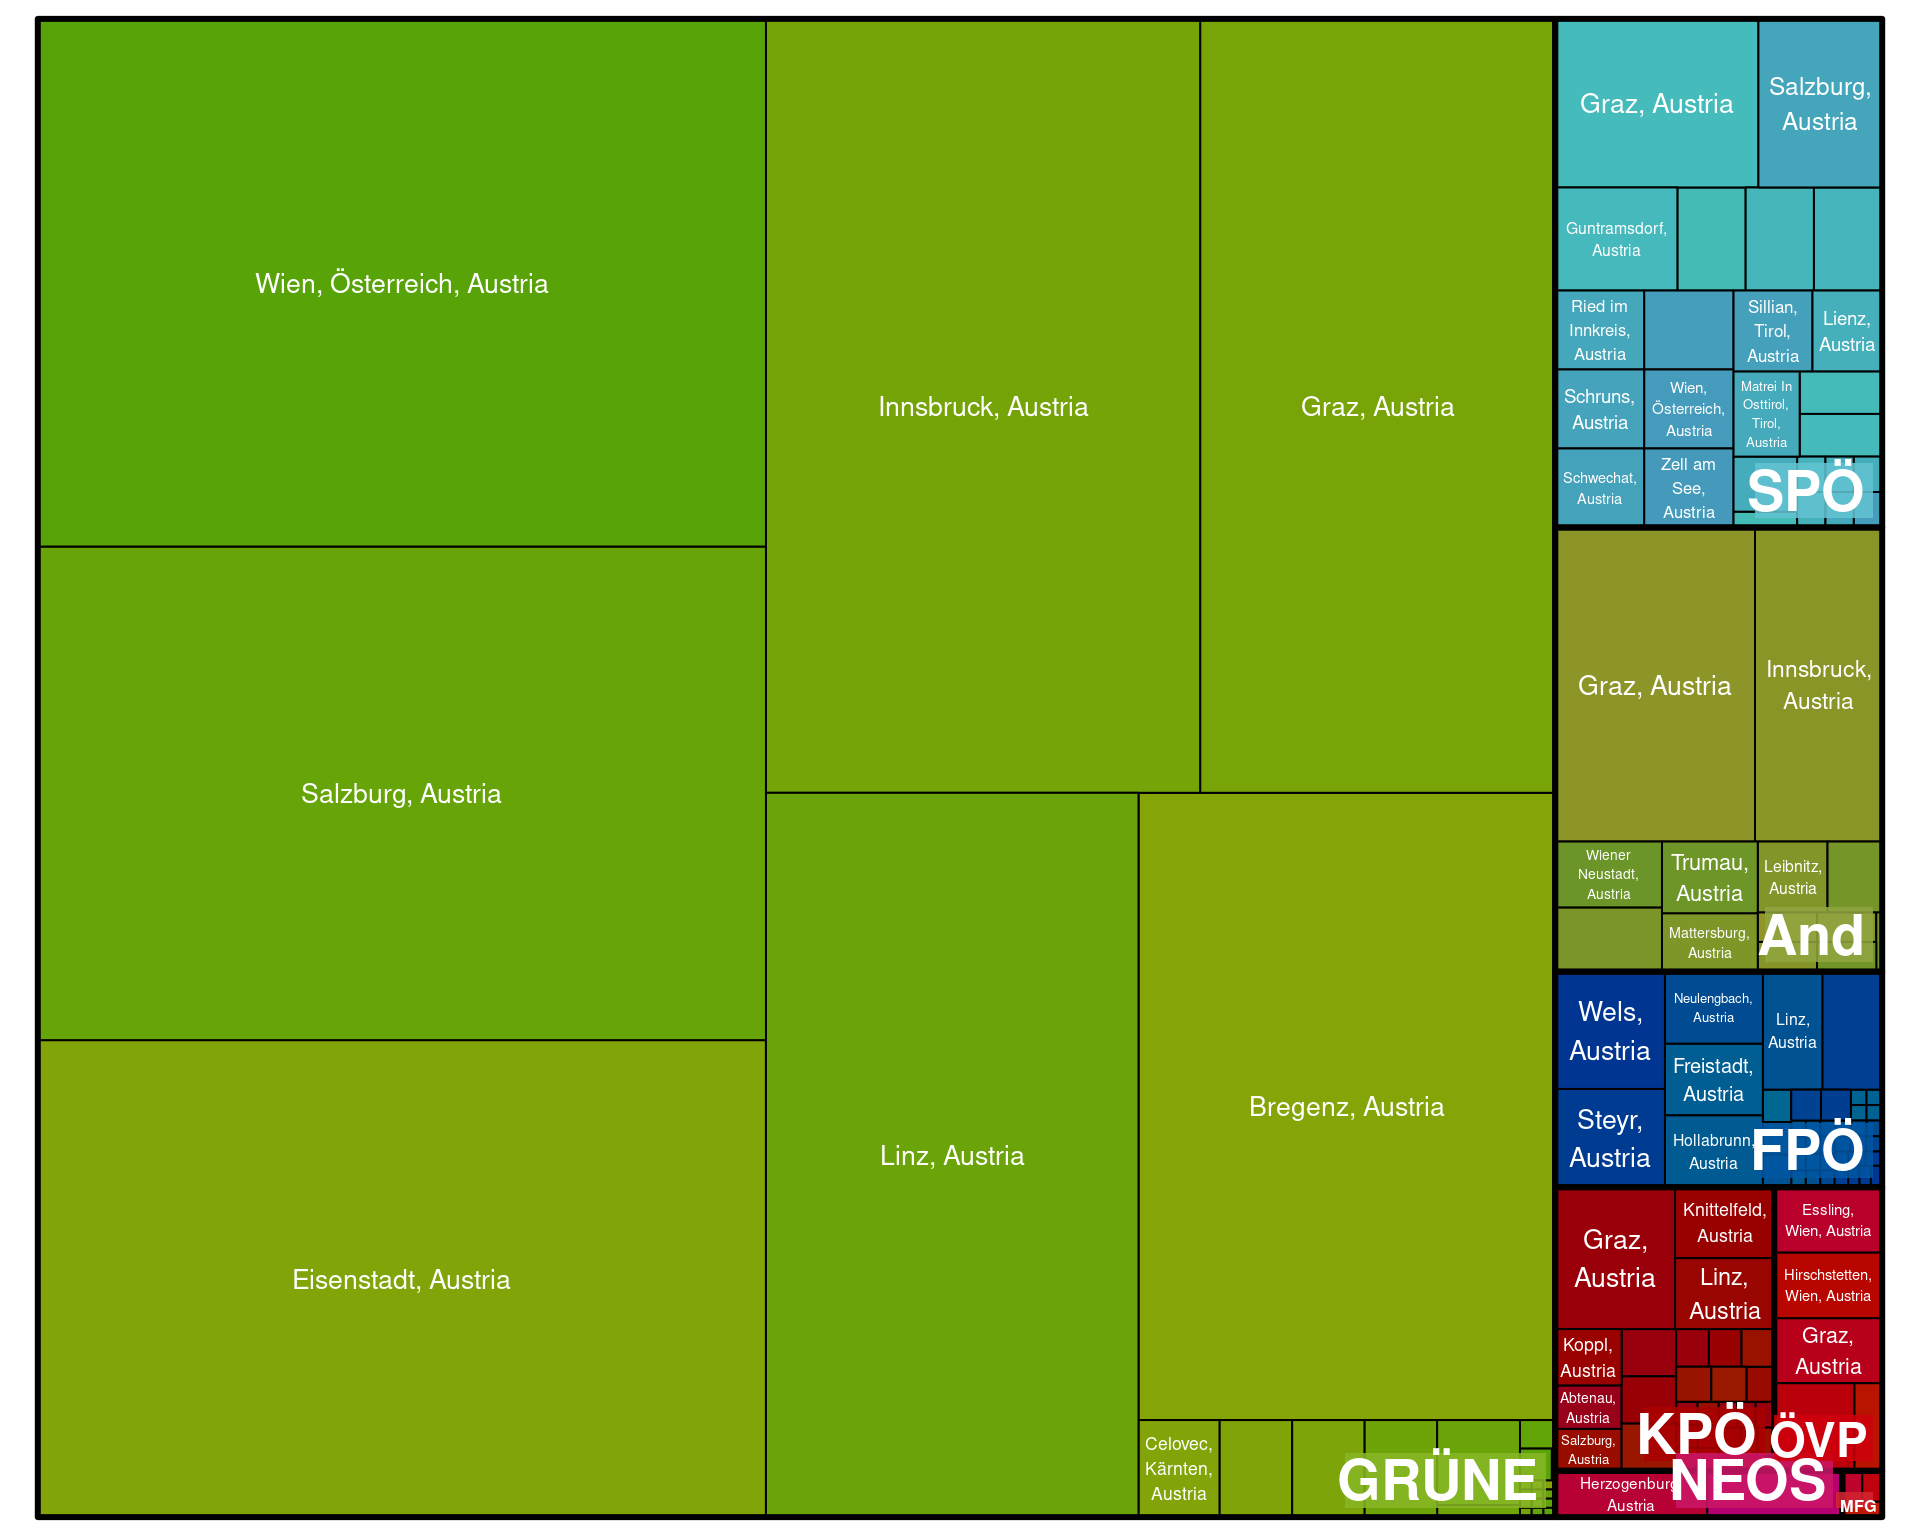 Wien, Österreich, Austria
Salzburg, Austria
Eisenstadt, Austria
Innsbruck, Austria
Graz, Austria
Linz, Austria
Bregenz, Austria
Celovec,
Kärnten,
Austria
GRÜNE
Graz, Austria
Salzburg,
Austria
Guntramsdorf,
Austria
Ried im
Innkreis,
Austria
Sillian,
Tirol,
Austria
Lienz,
Austria
Schruns,
Austria
Wien,
Österreich,
Austria
Matrei In
Osttirol,
Tirol,
Austria
Schwechat,
Austria
Zell am
See,
Austria
SPÖ
Graz, Austria
Innsbruck,
Austria
Wiener
Neustadt,
Austria
Trumau,
Austria
Leibnitz,
Austria
Mattersburg,
Austria
And
Wels,
Austria
Neulengbach,
Austria
Linz,
Austria
Freistadt,
Austria
Steyr,
Austria
Hollabrunn,
Austria
FPÖ
Graz,
Austria
Knittelfeld,
Austria
Linz,
Austria
Koppl,
Austria
Abtenau,
Austria
Salzburg,
Austria
KPÖ
Essling,
Wien, Austria
Hirschstetten,
Wien, Austria
Graz,
Austria
ÖVP
Herzogenburg
Austria
NEOS
MFG